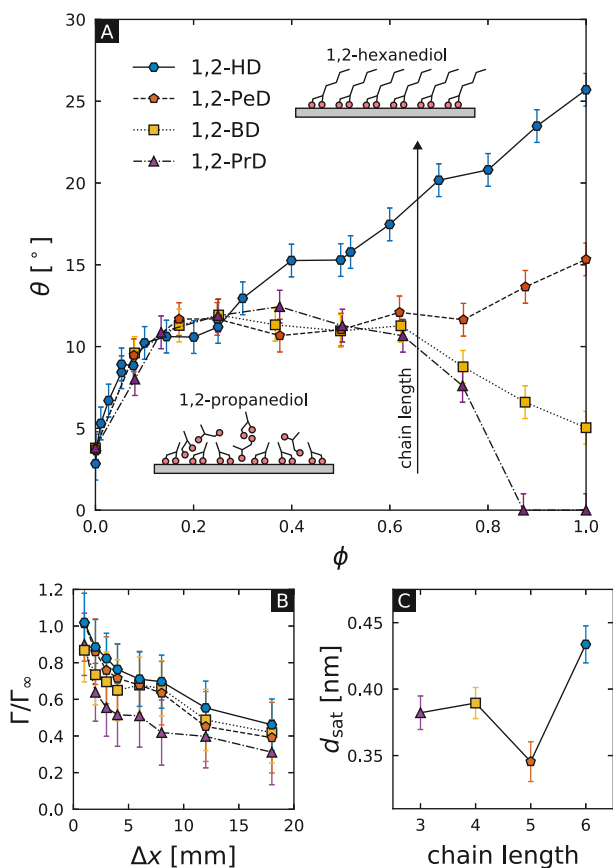 A
1,2-HD
1,2-PeD
1,2-BD
1,2-PrD
1,2-hexanediol
1,2-propanediol
chain length
θ [°]
30
25
20
15
10
5
0
0.0 0.2 0.4 0.6 0.8 1.0
ϕ
B
Γ/Γ∞
1.2
1.0
0.8
0.6
0.4
0.2
0.0
0 5 10 15 20
Δx [mm]
C
dsat [nm]
0.45
0.40
0.35
3 4 5 6
chain length